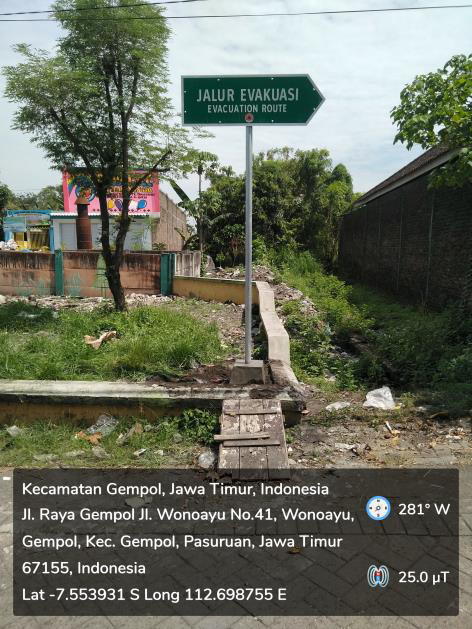 JALUR EVAKUASI
EVACUATION ROUTE
Kecamatan Gempol, Jawa Timur, Indonesia
Jl. Raya Gempol Jl. Wonoayu No.41, Wonoayu,
Gempol, Kec. Gempol, Pasuruan, Jawa Timur
67155, Indonesia
Lat -7.553931 S Long 112.698755 E
281° W
25.0 µT